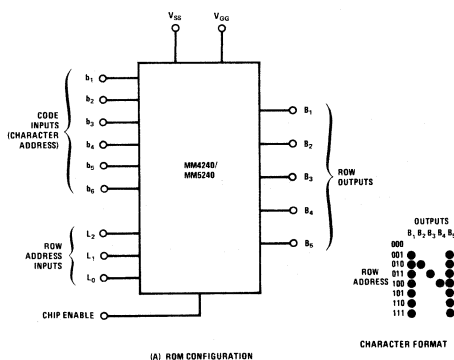 VSS VGG
b1
b2
b3
b4
b5
b6
CODE
INPUTS
(CHARACTER
ADDRESS)
MM4240/
MM5240
B1
B2
B3
B4
B5
ROW
OUTPUTS
L2
L1
L0
ROW
ADDRESS
INPUTS
CHIP ENABLE
OUTPUTS
B1 B2 B3 B4 B5
000
001
010
011
100
101
110
111
ROW
ADDRESS
CHARACTER FORMAT
(A) ROM CONFIGURATION